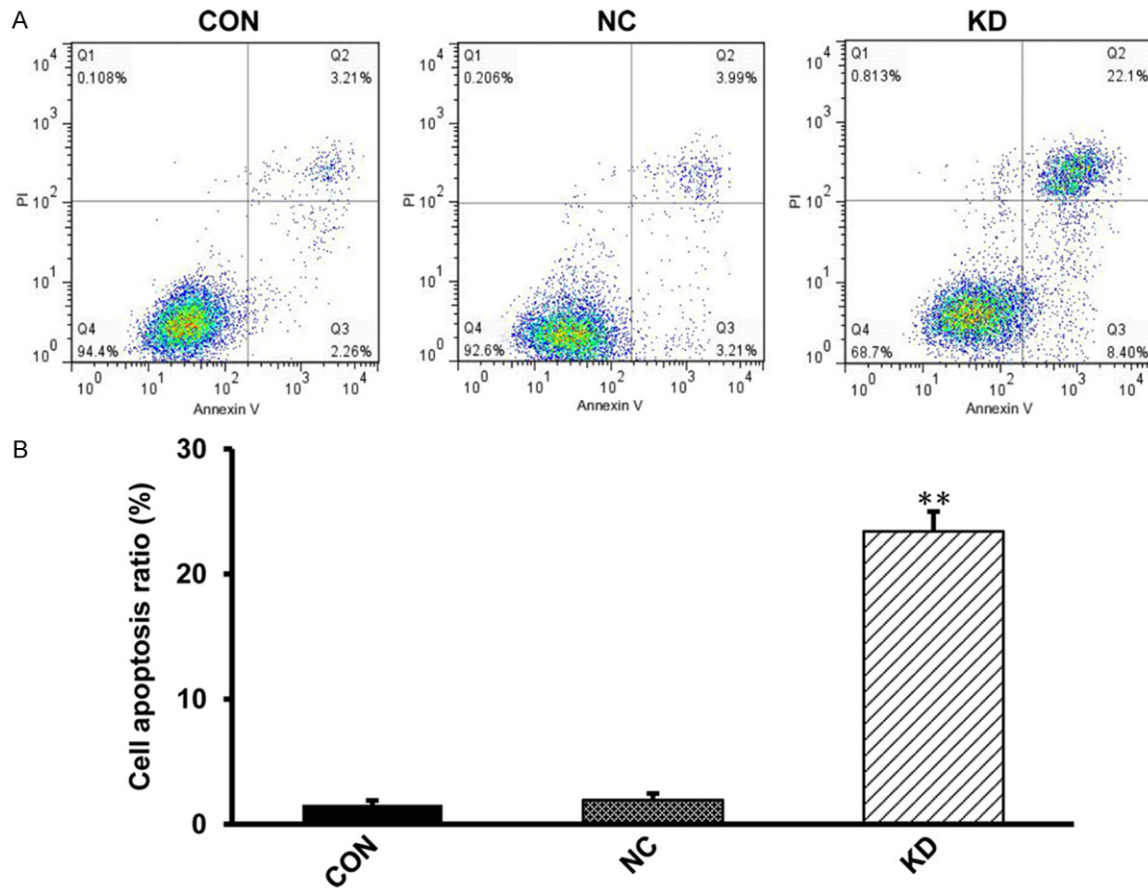 A
CON
NC
KD
Q1
0.108%
Q2
3.21%
Q4
94.4%
Q3
2.26%
10^4
10^3
10^2
10^1
10^0
PI
10^0 10^1 10^2 10^3 10^4
Annexin V
Q1
0.206%
Q2
3.99%
Q4
92.6%
Q3
3.21%
10^4
10^3
10^2
10^1
10^0
PI
10^0 10^1 10^2 10^3 10^4
Annexin V
Q1
0.813%
Q2
22.1%
Q4
68.7%
Q3
8.40%
10^4
10^3
10^2
10^1
10^0
PI
10^0 10^1 10^2 10^3 10^4
Annexin V
B
Cell apoptosis ratio (%)
30
20
10
0
**
CON
NC
KD